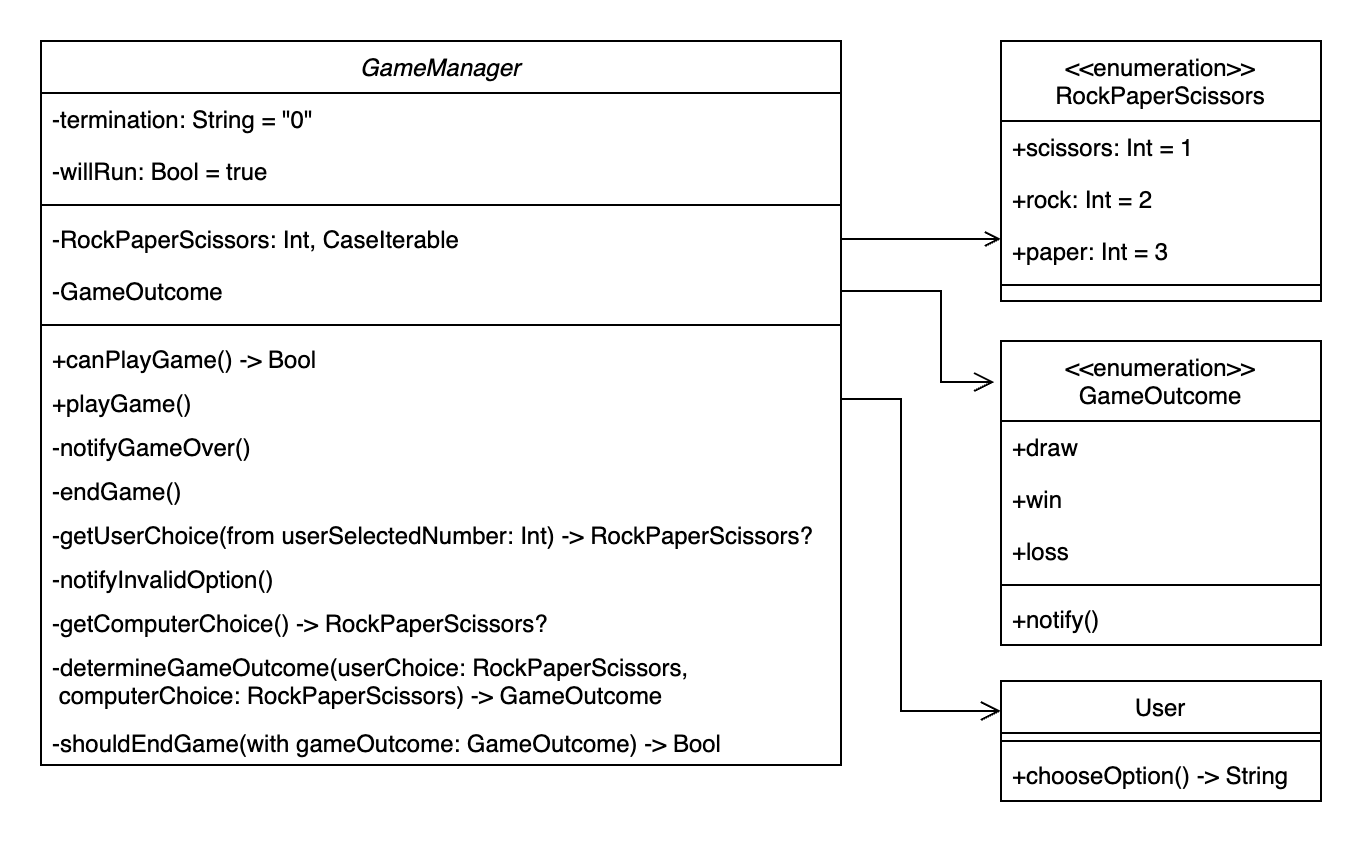 GameManager
-termination: String = "0"
-willRun: Bool = true
-RockPaperScissors: Int, CaseIterable
-GameOutcome
+canPlayGame() -> Bool
+playGame()
-notifyGameOver()
-endGame()
-getUserChoice(from userSelectedNumber: Int) -> RockPaperScissors?
-notifyInvalidOption()
-getComputerChoice() -> RockPaperScissors?
-determineGameOutcome(userChoice: RockPaperScissors,
computerChoice: RockPaperScissors) -> GameOutcome
-shouldEndGame(with gameOutcome: GameOutcome) -> Bool
<<enumeration>>
RockPaperScissors
+scissors: Int = 1
+rock: Int = 2
+paper: Int = 3
<<enumeration>>
GameOutcome
+draw
+win
+loss
+notify()
User
+chooseOption() -> String